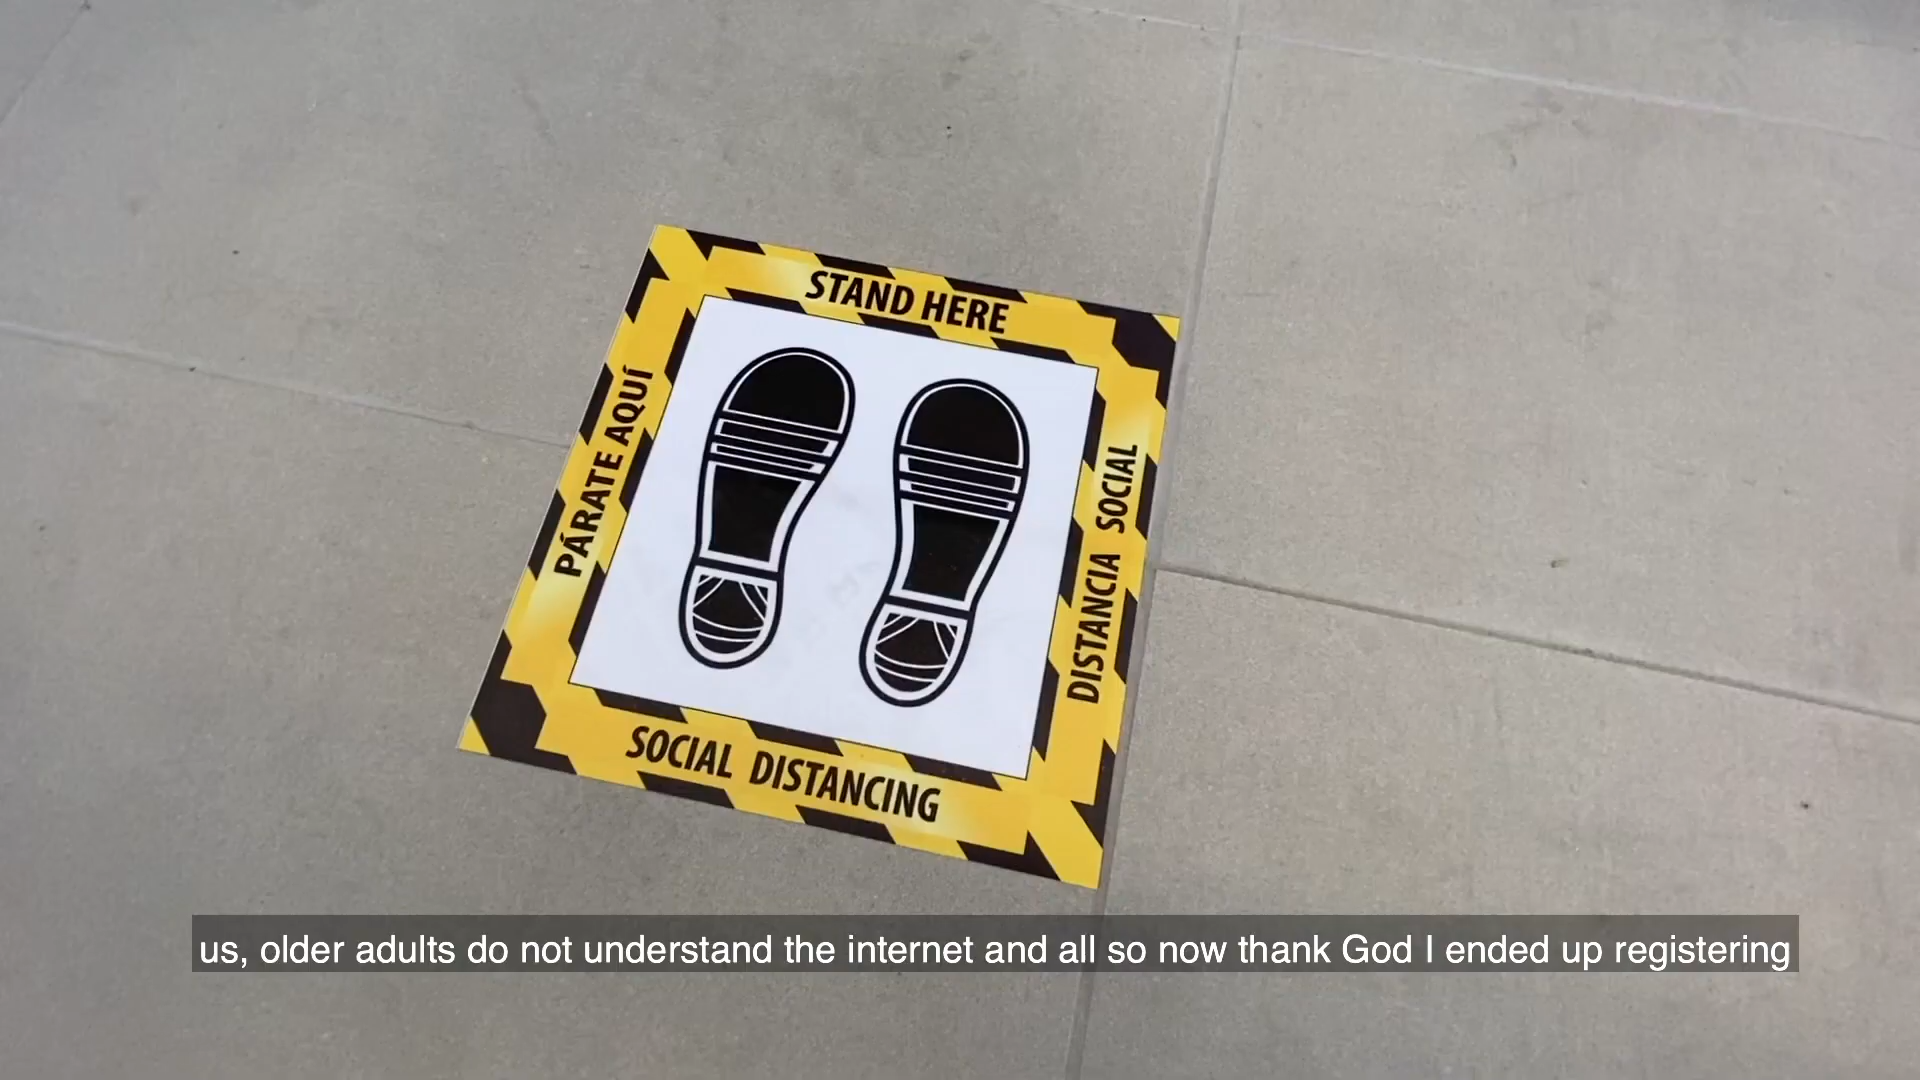 STAND HERE
PÁRATE AQUÍ
DISTANCIA SOCIAL
SOCIAL DISTANCING
us, older adults do not understand the internet and all so now thank God I ended up registering